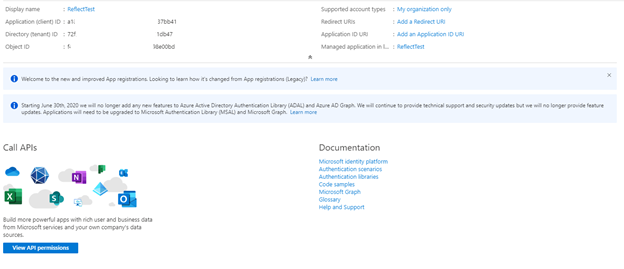 Display name : ReflectTest
Application (client) ID : a1: 37bb41
Directory (tenant) ID : 72f 1db47
Object ID : f- 36e00bd
Supported account types : My organization only
Redirect URIs : Add a Redirect URI
Application ID URI : Add an Application ID URI
Managed application in l... : ReflectTest
Welcome to the new and improved App registrations. Looking to learn how it's changed from App registrations (Legacy)? Learn more
Starting June 30th, 2020 we will no longer add any new features to Azure Active Directory Authentication Library (ADAL) and Azure AD Graph. We will continue to provide technical support and security updates but we will no longer provide feature
updates. Applications will need to be upgraded to Microsoft Authentication Library (MSAL) and Microsoft Graph. Learn more
Call APIs
Build more powerful apps with rich user and business data
from Microsoft services and your own company's data
sources.
View API permissions
Documentation
Microsoft identity platform
Authentication scenarios
Authentication libraries
Code samples
Microsoft Graph
Glossary
Help and Support